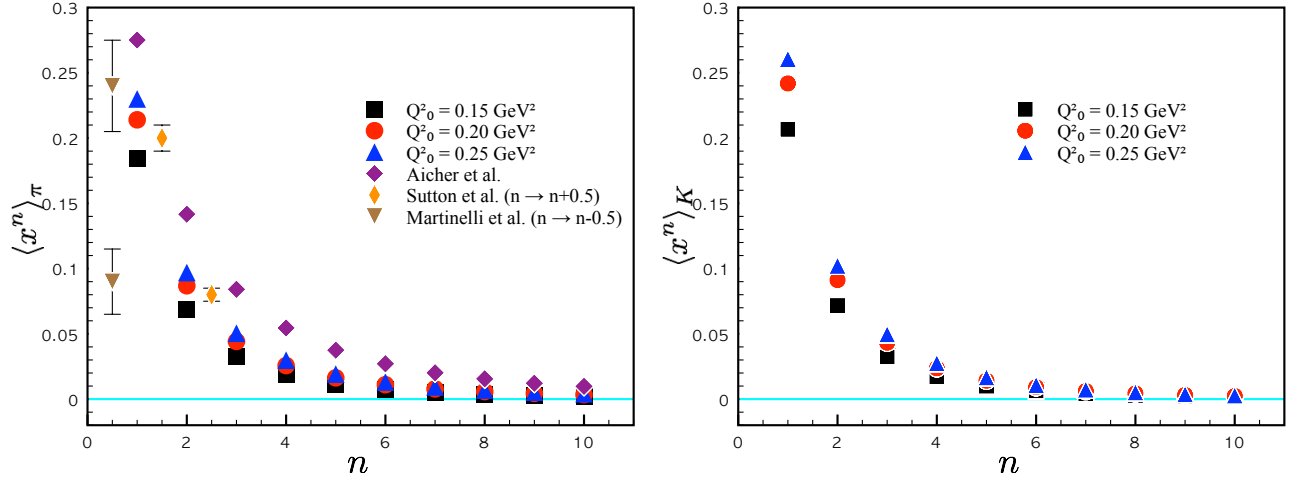 0.3
0.25
0.2
0.15
0.1
0.05
0
0 2 4 6 8 10
⟨xⁿ⟩π
n
Q²₀ = 0.15 GeV²
Q²₀ = 0.20 GeV²
Q²₀ = 0.25 GeV²
Aicher et al.
Sutton et al. (n → n+0.5)
Martinelli et al. (n → n-0.5)
0.3
0.25
0.2
0.15
0.1
0.05
0
0 2 4 6 8 10
⟨xⁿ⟩K
n
Q²₀ = 0.15 GeV²
Q²₀ = 0.20 GeV²
Q²₀ = 0.25 GeV²